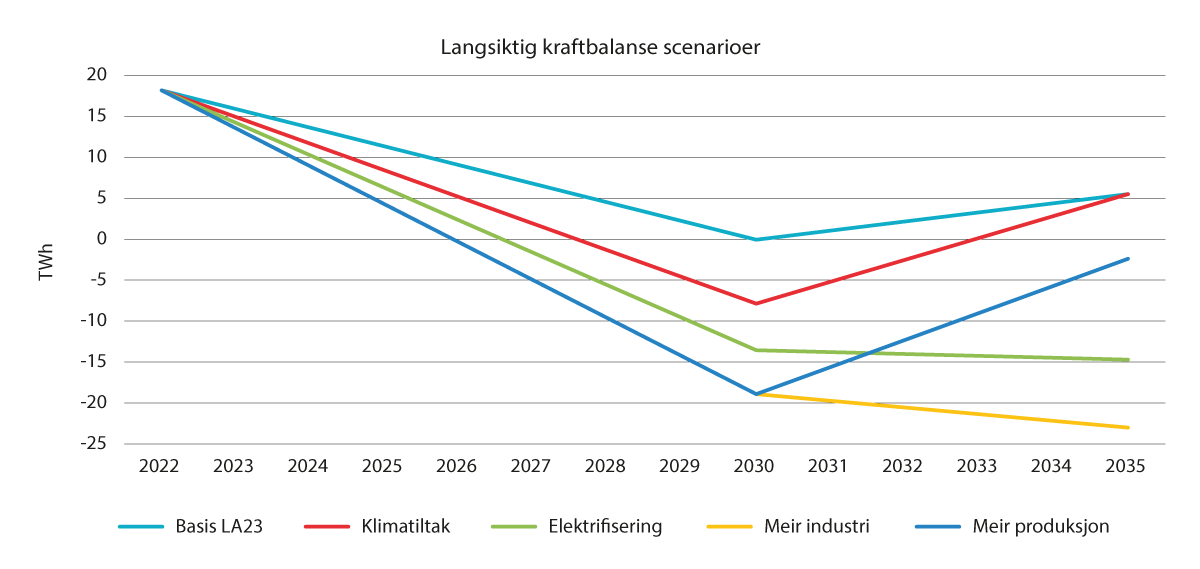 Langsiktig kraftbalanse scenarioer
20
15
10
5
0
-5
-10
-15
-20
-25
TWh
2022 2023 2024 2025 2026 2027 2028 2029 2030 2031 2032 2033 2034 2035
Basis LA23 Klimatiltak Elektrifisering Meir industri Meir produksjon